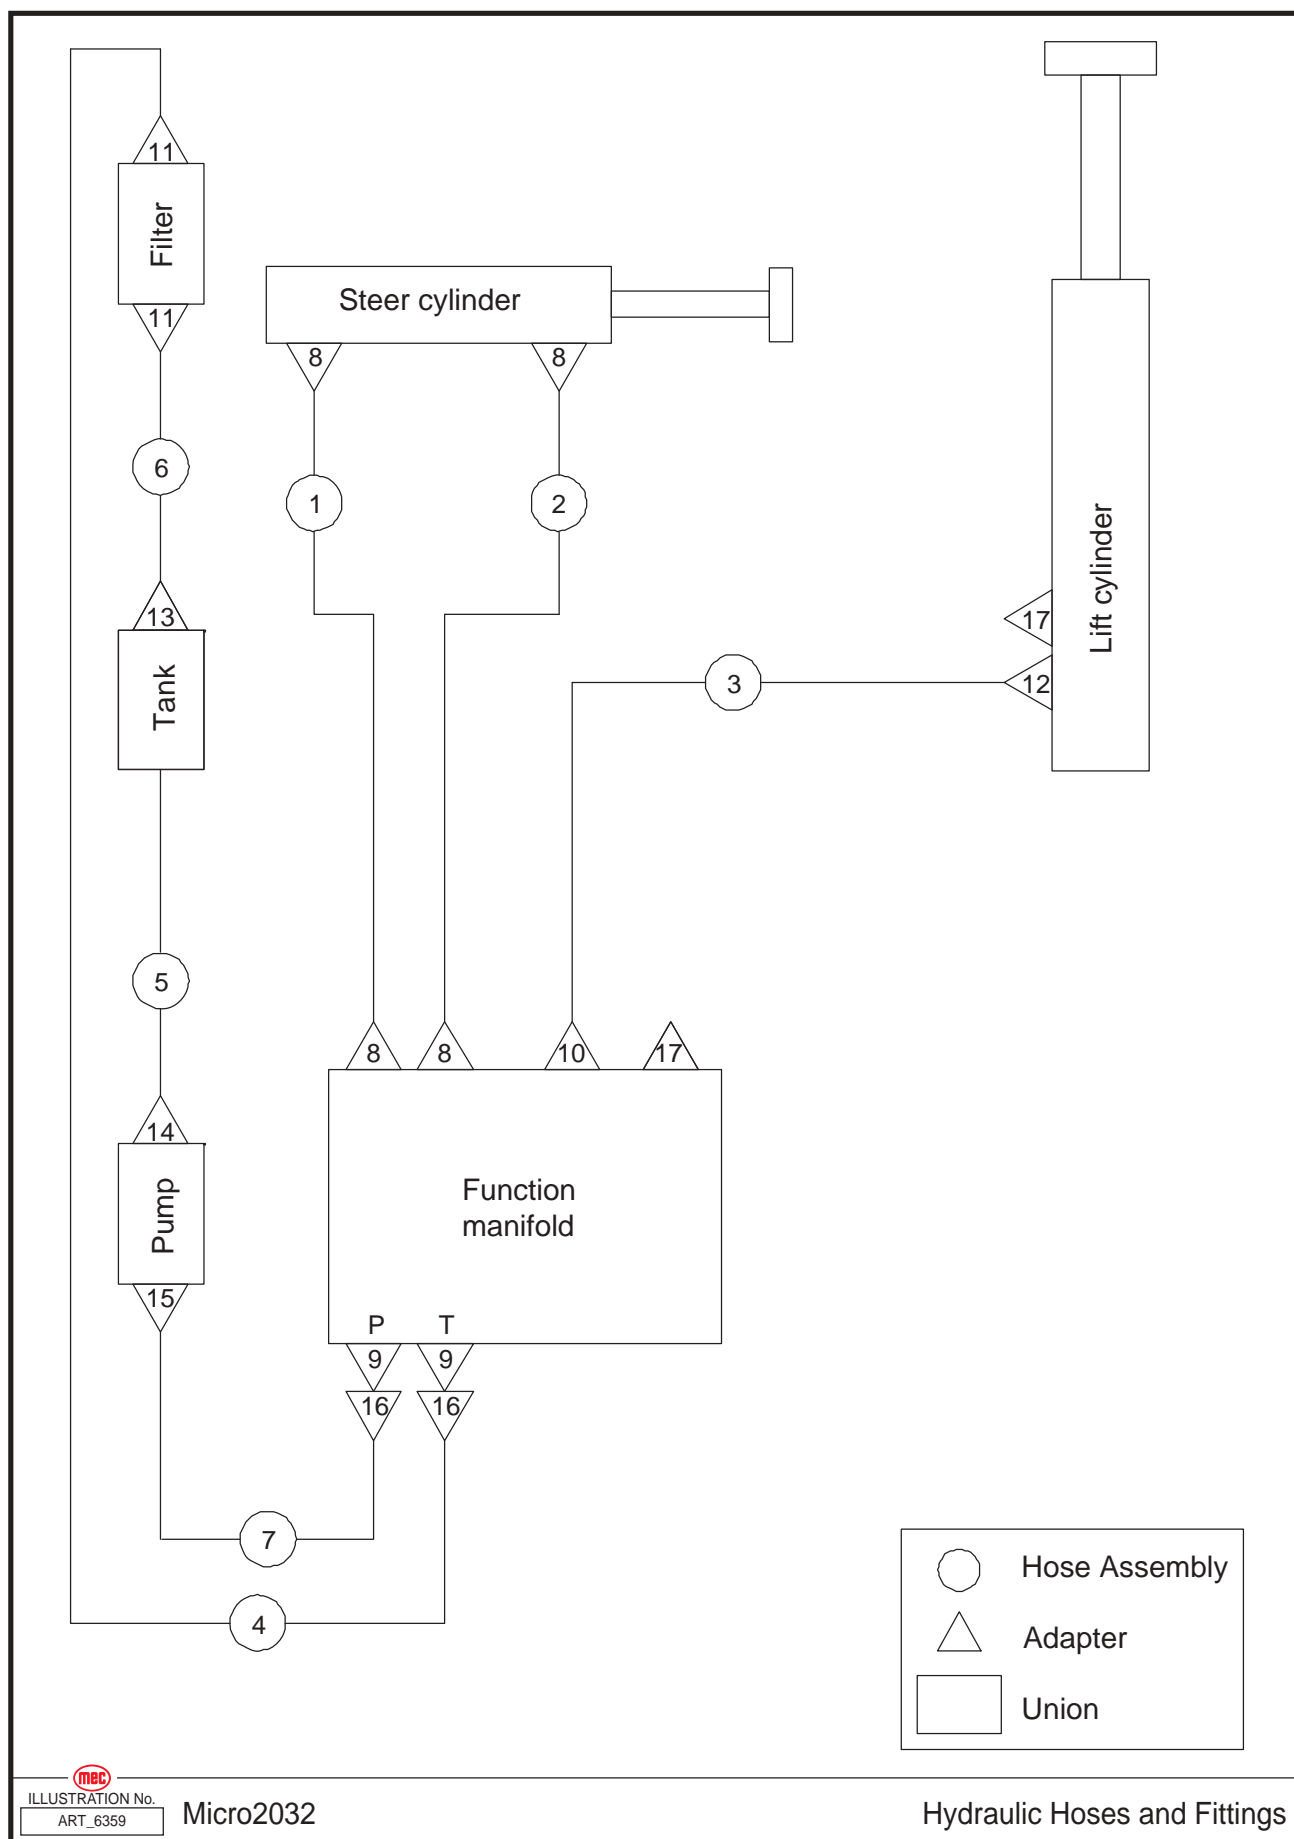 11
Filter
11
Steer cylinder
8
8
6
1
2
Lift cylinder
13
17
Tank
3
12
5
8
8
10
17
14
Pump
Function
manifold
15
P
T
9
9
16
16
7
4
Hose Assembly
Adapter
Union
mec
ILLUSTRATION No.
ART_6359
Micro2032
Hydraulic Hoses and Fittings